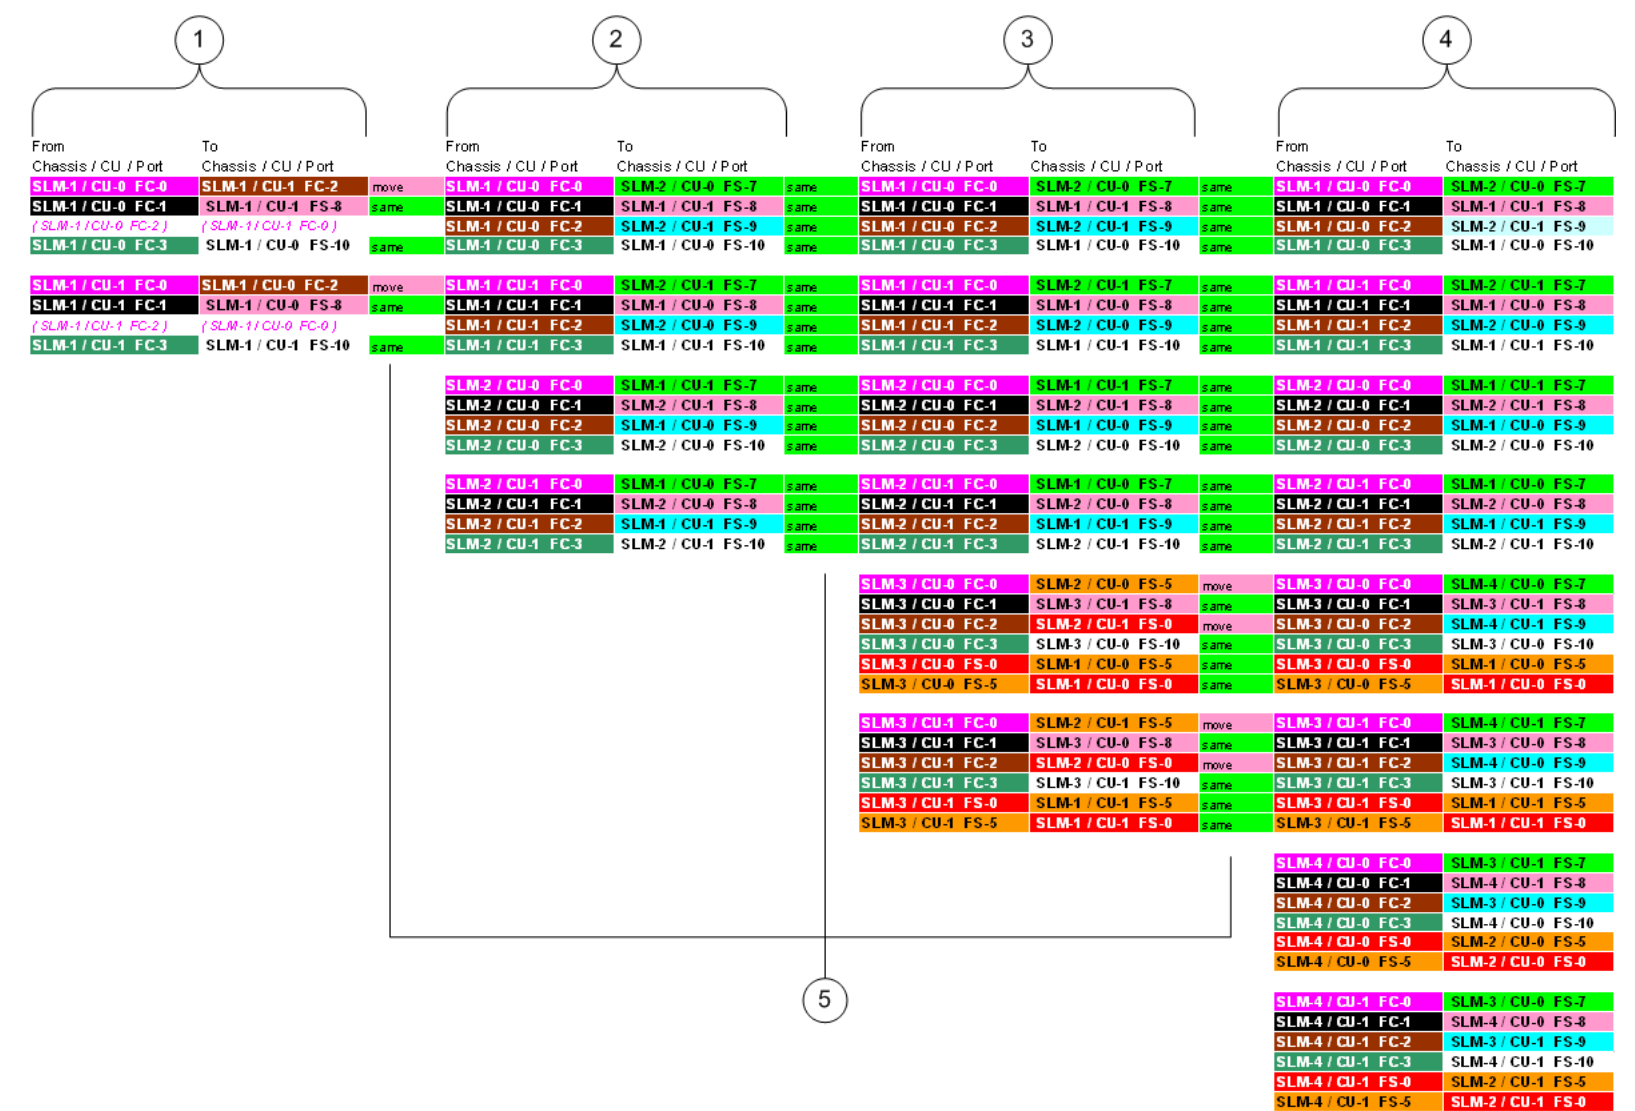 1 2 3 4
From To From To From To From To
Chassis / CU / Port Chassis / CU / Port Chassis / CU / Port Chassis / CU / Port Chassis / CU / Port Chassis / CU / Port Chassis / CU / Port Chassis / CU / Port
SLM-1 / CU-0 FC-0 SLM-1 / CU-1 FC-2 move SLM-1 / CU-0 FC-0 SLM-2 / CU-0 FS-7 same SLM-1 / CU-0 FC-0 SLM-2 / CU-0 FS-7 same SLM-1 / CU-0 FC-0 SLM-2 / CU-0 FS-7
SLM-1 / CU-0 FC-1 SLM-1 / CU-1 FS-8 same SLM-1 / CU-0 FC-1 SLM-1 / CU-1 FS-8 same SLM-1 / CU-0 FC-1 SLM-1 / CU-1 FS-8 same SLM-1 / CU-0 FC-1 SLM-1 / CU-1 FS-8
( SLM-1 / CU-0 FC-2 ) ( SLM-1 / CU-1 FC-0 ) SLM-1 / CU-0 FC-2 SLM-2 / CU-1 FS-9 same SLM-1 / CU-0 FC-2 SLM-2 / CU-1 FS-9 same SLM-1 / CU-0 FC-2 SLM-2 / CU-1 FS-9
SLM-1 / CU-0 FC-3 SLM-1 / CU-0 FS-10 same SLM-1 / CU-0 FC-3 SLM-1 / CU-0 FS-10 same SLM-1 / CU-0 FC-3 SLM-1 / CU-0 FS-10 same SLM-1 / CU-0 FC-3 SLM-1 / CU-0 FS-10
SLM-1 / CU-1 FC-0 SLM-1 / CU-0 FC-2 move SLM-1 / CU-1 FC-0 SLM-2 / CU-1 FS-7 same SLM-1 / CU-1 FC-0 SLM-2 / CU-1 FS-7 same SLM-1 / CU-1 FC-0 SLM-2 / CU-1 FS-7
SLM-1 / CU-1 FC-1 SLM-1 / CU-0 FS-8 same SLM-1 / CU-1 FC-1 SLM-1 / CU-0 FS-8 same SLM-1 / CU-1 FC-1 SLM-1 / CU-0 FS-8 same SLM-1 / CU-1 FC-1 SLM-1 / CU-0 FS-8
( SLM-1 / CU-1 FC-2 ) ( SLM-1 / CU-0 FC-0 ) SLM-1 / CU-1 FC-2 SLM-2 / CU-0 FS-9 same SLM-1 / CU-1 FC-2 SLM-2 / CU-0 FS-9 same SLM-1 / CU-1 FC-2 SLM-2 / CU-0 FS-9
SLM-1 / CU-1 FC-3 SLM-1 / CU-1 FS-10 same SLM-1 / CU-1 FC-3 SLM-1 / CU-1 FS-10 same SLM-1 / CU-1 FC-3 SLM-1 / CU-1 FS-10 same SLM-1 / CU-1 FC-3 SLM-1 / CU-1 FS-10
SLM-2 / CU-0 FC-0 SLM-1 / CU-1 FS-7 same SLM-2 / CU-0 FC-0 SLM-1 / CU-1 FS-7 same SLM-2 / CU-0 FC-0 SLM-1 / CU-1 FS-7
SLM-2 / CU-0 FC-1 SLM-2 / CU-1 FS-8 same SLM-2 / CU-0 FC-1 SLM-2 / CU-1 FS-8 same SLM-2 / CU-0 FC-1 SLM-2 / CU-1 FS-8
SLM-2 / CU-0 FC-2 SLM-1 / CU-0 FS-9 same SLM-2 / CU-0 FC-2 SLM-1 / CU-0 FS-9 same SLM-2 / CU-0 FC-2 SLM-1 / CU-0 FS-9
SLM-2 / CU-0 FC-3 SLM-2 / CU-0 FS-10 same SLM-2 / CU-0 FC-3 SLM-2 / CU-0 FS-10 same SLM-2 / CU-0 FC-3 SLM-2 / CU-0 FS-10
SLM-2 / CU-1 FC-0 SLM-1 / CU-0 FS-7 same SLM-2 / CU-1 FC-0 SLM-1 / CU-0 FS-7 same SLM-2 / CU-1 FC-0 SLM-1 / CU-0 FS-7
SLM-2 / CU-1 FC-1 SLM-2 / CU-0 FS-8 same SLM-2 / CU-1 FC-1 SLM-2 / CU-0 FS-8 same SLM-2 / CU-1 FC-1 SLM-2 / CU-0 FS-8
SLM-2 / CU-1 FC-2 SLM-1 / CU-1 FS-9 same SLM-2 / CU-1 FC-2 SLM-1 / CU-1 FS-9 same SLM-2 / CU-1 FC-2 SLM-1 / CU-1 FS-9
SLM-2 / CU-1 FC-3 SLM-2 / CU-1 FS-10 same SLM-2 / CU-1 FC-3 SLM-2 / CU-1 FS-10 same SLM-2 / CU-1 FC-3 SLM-2 / CU-1 FS-10
SLM-3 / CU-0 FC-0 SLM-2 / CU-0 FS-5 move SLM-3 / CU-0 FC-0 SLM-4 / CU-0 FS-7
SLM-3 / CU-0 FC-1 SLM-3 / CU-1 FS-8 same SLM-3 / CU-0 FC-1 SLM-3 / CU-1 FS-8
SLM-3 / CU-0 FC-2 SLM-2 / CU-1 FS-0 move SLM-3 / CU-0 FC-2 SLM-4 / CU-1 FS-9
SLM-3 / CU-0 FC-3 SLM-3 / CU-0 FS-10 same SLM-3 / CU-0 FC-3 SLM-3 / CU-0 FS-10
SLM-3 / CU-0 FS-0 SLM-1 / CU-0 FS-5 same SLM-3 / CU-0 FS-0 SLM-1 / CU-0 FS-5
SLM-3 / CU-0 FS-5 SLM-1 / CU-0 FS-0 same SLM-3 / CU-0 FS-5 SLM-1 / CU-0 FS-0
SLM-3 / CU-1 FC-0 SLM-2 / CU-1 FS-5 move SLM-3 / CU-1 FC-0 SLM-4 / CU-1 FS-7
SLM-3 / CU-1 FC-1 SLM-3 / CU-0 FS-8 same SLM-3 / CU-1 FC-1 SLM-3 / CU-0 FS-8
SLM-3 / CU-1 FC-2 SLM-2 / CU-0 FS-0 move SLM-3 / CU-1 FC-2 SLM-4 / CU-0 FS-9
SLM-3 / CU-1 FC-3 SLM-3 / CU-1 FS-10 same SLM-3 / CU-1 FC-3 SLM-3 / CU-1 FS-10
SLM-3 / CU-1 FS-0 SLM-1 / CU-1 FS-5 same SLM-3 / CU-1 FS-0 SLM-1 / CU-1 FS-5
SLM-3 / CU-1 FS-5 SLM-1 / CU-1 FS-0 same SLM-3 / CU-1 FS-5 SLM-1 / CU-1 FS-0
SLM-4 / CU-0 FC-0 SLM-3 / CU-1 FS-7
SLM-4 / CU-0 FC-1 SLM-4 / CU-1 FS-8
SLM-4 / CU-0 FC-2 SLM-3 / CU-0 FS-9
SLM-4 / CU-0 FC-3 SLM-4 / CU-0 FS-10
SLM-4 / CU-0 FS-0 SLM-2 / CU-0 FS-5
SLM-4 / CU-0 FS-5 SLM-2 / CU-0 FS-0
5
SLM-4 / CU-1 FC-0 SLM-3 / CU-0 FS-7
SLM-4 / CU-1 FC-1 SLM-4 / CU-0 FS-8
SLM-4 / CU-1 FC-2 SLM-3 / CU-1 FS-9
SLM-4 / CU-1 FC-3 SLM-4 / CU-1 FS-10
SLM-4 / CU-1 FS-0 SLM-2 / CU-1 FS-5
SLM-4 / CU-1 FS-5 SLM-2 / CU-1 FS-0